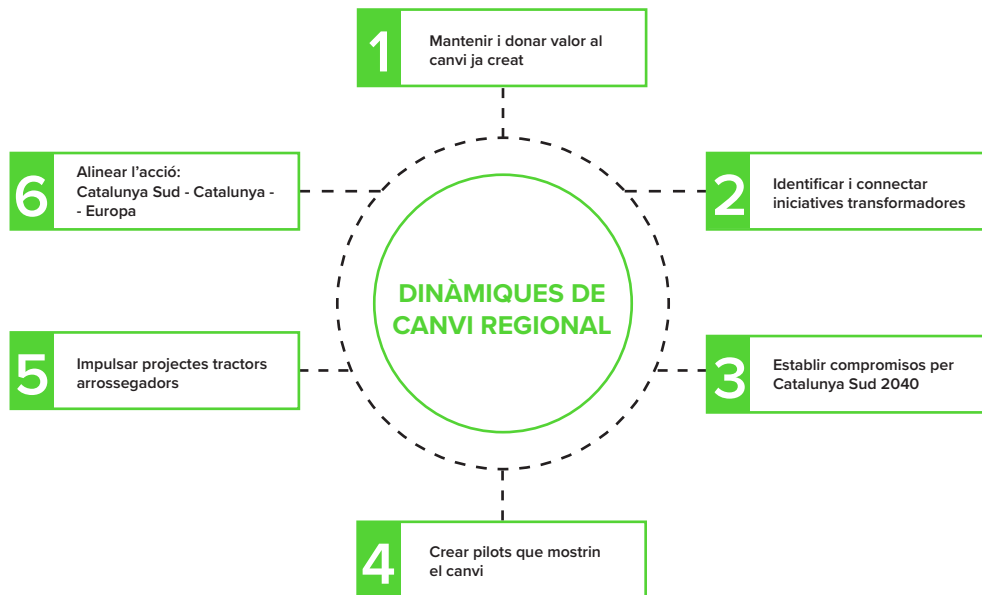 1
Mantenir i donar valor al
canvi ja creat
2
Identificar i connectar
iniciatives transformadores
3
Establir compromisos per
Catalunya Sud 2040
4
Crear pilots que mostrin
el canvi
5
Impulsar projectes tractors
arrossegadors
6
Alinear l’acció:
Catalunya Sud - Catalunya -
- Europa
DINÀMIQUES DE
CANVI REGIONAL